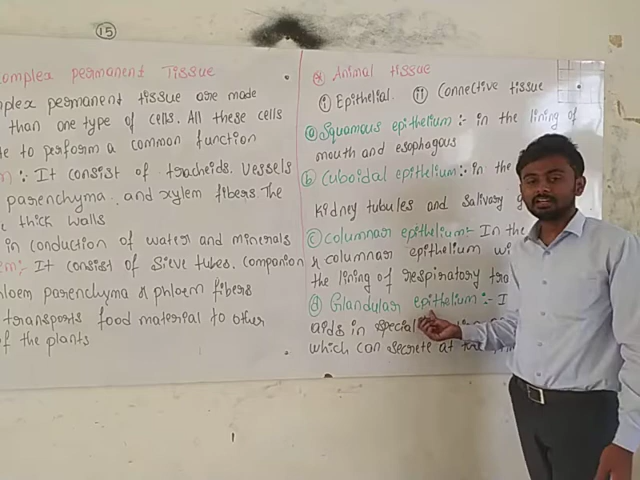 15
Complex permanent Tissue
mplex permanent tissue are made
than one type of cells. All these cells
te to perform a common function
:- It consist of tracheids. Vessels
parenchyma. and xylem fibers. The
thick walls
in conduction of water and minerals
em:- It consist of Sieve tubes. companion
hloem parenchyma & phloem fibers
transports food material to other
of the plants
Animal tissue
i Epithelial. ii Connective tissue
a Squamous epithelium:- in the lining of
mouth and esophagous
b Cuboidal epithelium:- in the
kidney tubules and salivary g
c columnar epithelium:- In the
columnar epithelium wi
the lining of respiratory tra
d Glandular epithelium:- I
aids in special
which can secrete at the